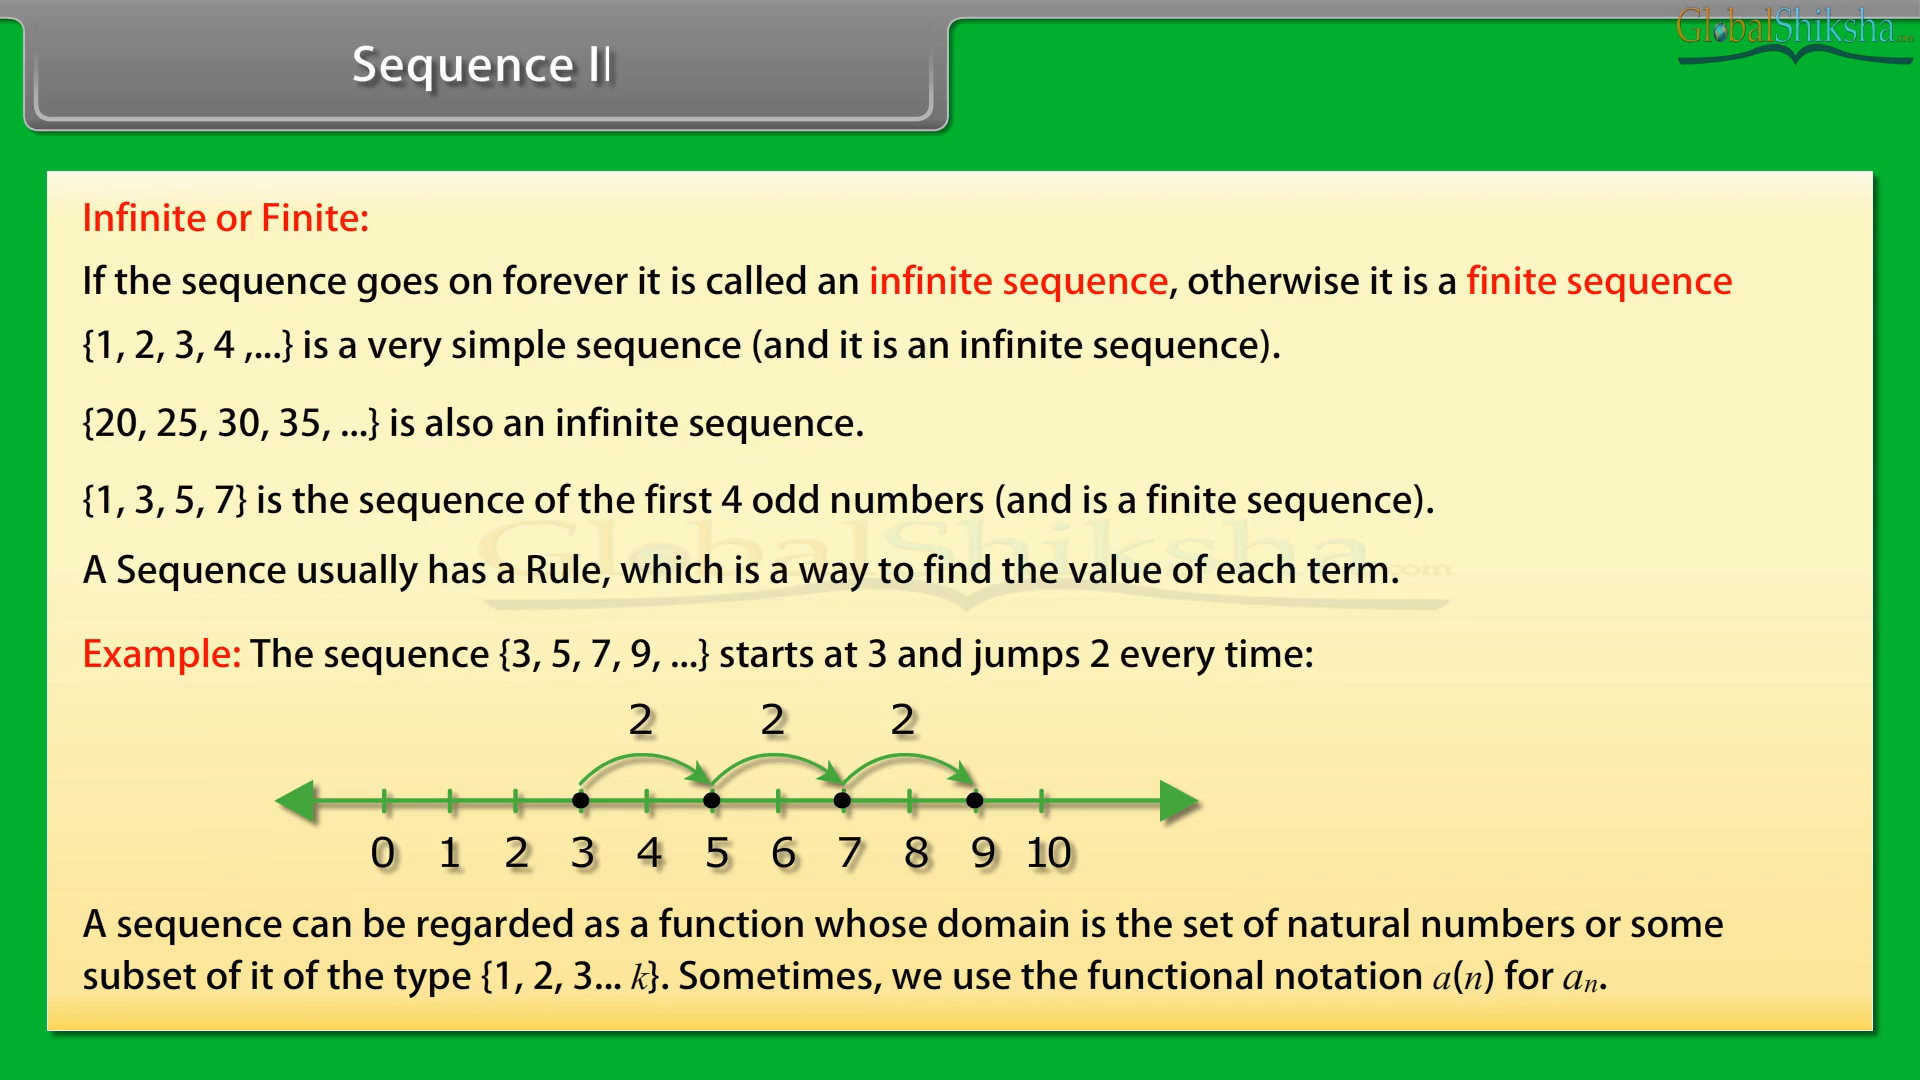 Sequence II
GlobalShiksha
Infinite or Finite:
If the sequence goes on forever it is called an infinite sequence, otherwise it is a finite sequence
{1, 2, 3, 4 ,...} is a very simple sequence (and it is an infinite sequence).
{20, 25, 30, 35, ...} is also an infinite sequence.
{1, 3, 5, 7} is the sequence of the first 4 odd numbers (and is a finite sequence).
GlobalShiksha.com
A Sequence usually has a Rule, which is a way to find the value of each term.
Example: The sequence {3, 5, 7, 9, ...} starts at 3 and jumps 2 every time:
2 2 2
0 1 2 3 4 5 6 7 8 9 10
A sequence can be regarded as a function whose domain is the set of natural numbers or some
subset of it of the type {1, 2, 3... k}. Sometimes, we use the functional notation a(n) for aₙ.